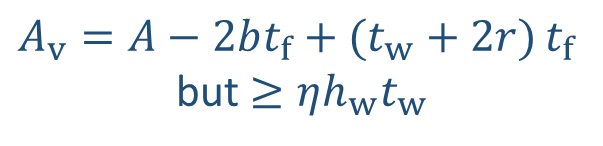 A_v = A − 2bt_f + (t_w + 2r) t_f
but ≥ ηh_wt_w